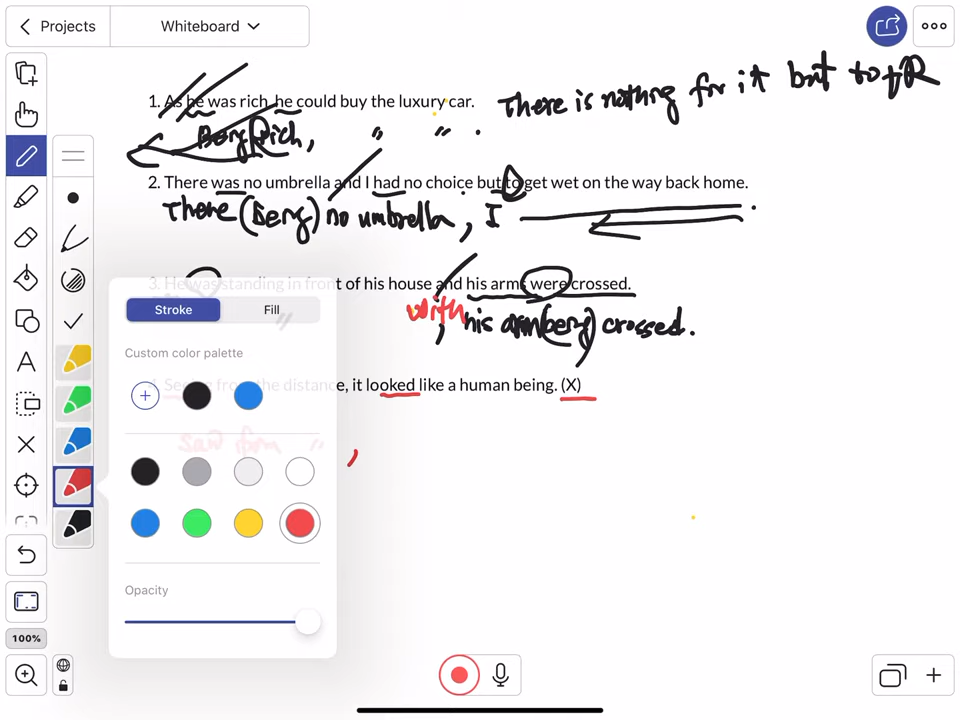 Projects
Whiteboard
1. As he was rich, he could buy the luxury car.
There is nothing for it but to R
Being Rich, " " .
2. There was no umbrella and I had no choice but to get wet on the way back home.
There (Being) no umbrella, I
3. He was standing in front of his house and his arms were crossed.
with
, his arm (being) crossed.
4. Seeing from the distance, it looked like a human being. (X)
Seen from " ,
Stroke
Fill
Custom color palette
Opacity
100%